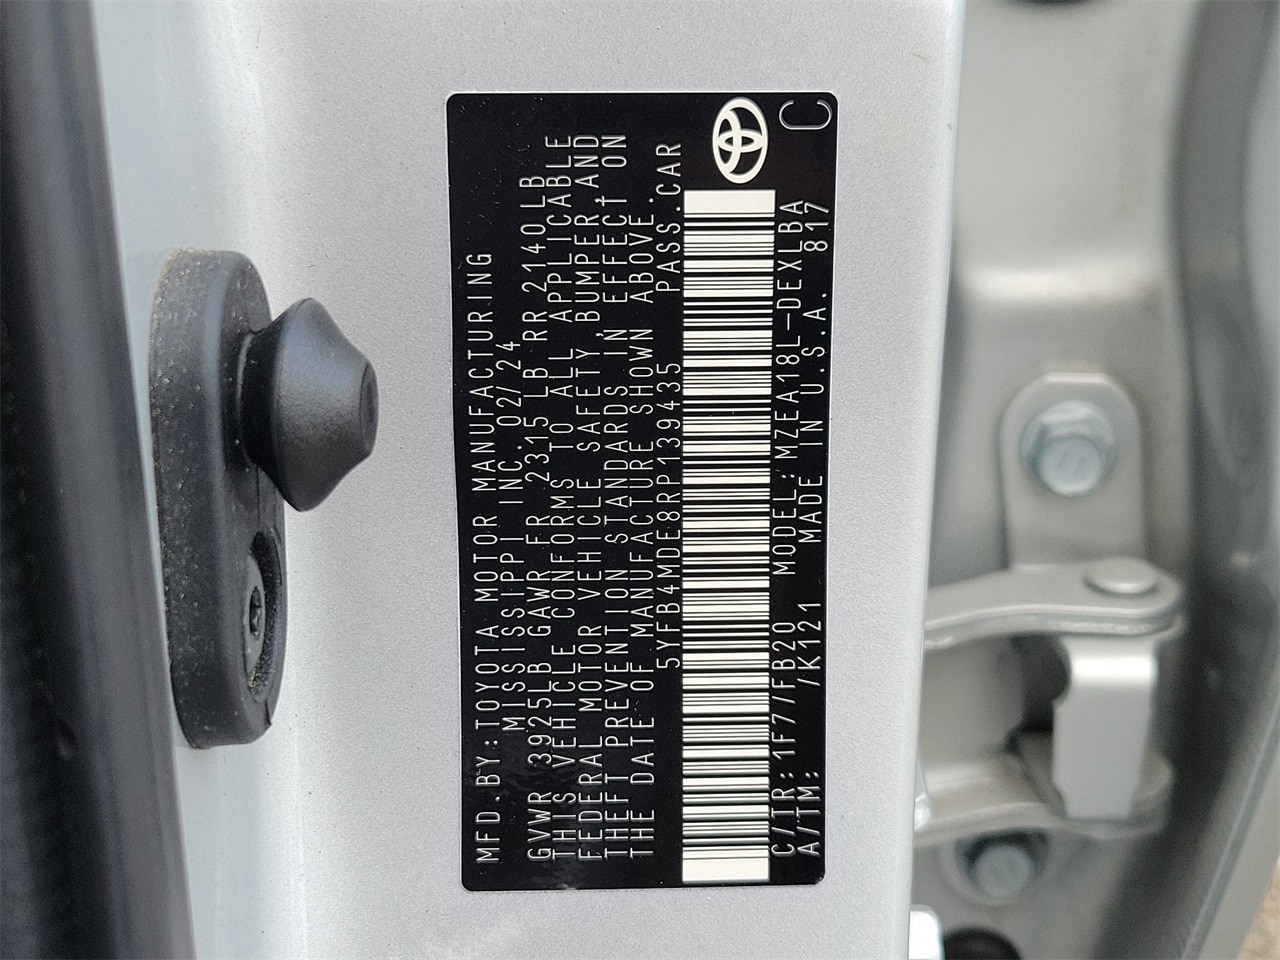 MFD.BY:TOYOTA MOTOR MANUFACTURING
MISSISSIPPI INC. 02/24
GVWR 3925LB GAWR FR 2315 LB RR 2140LB
THIS VEHICLE CONFORMS TO ALL APPLICABLE
FEDERAL MOTOR VEHICLE SAFETY, BUMPER, AND
THEFT PREVENTION STANDARDS IN EFFECT ON
THE DATE OF MANUFACTURE SHOWN ABOVE.
5YFB4MDE8RP139435 PASS.CAR
C/TR: 1F7/FB20 MODEL: MZEA18L-DEXLBA
A/TM: /K121 MADE IN U.S.A. 817
C